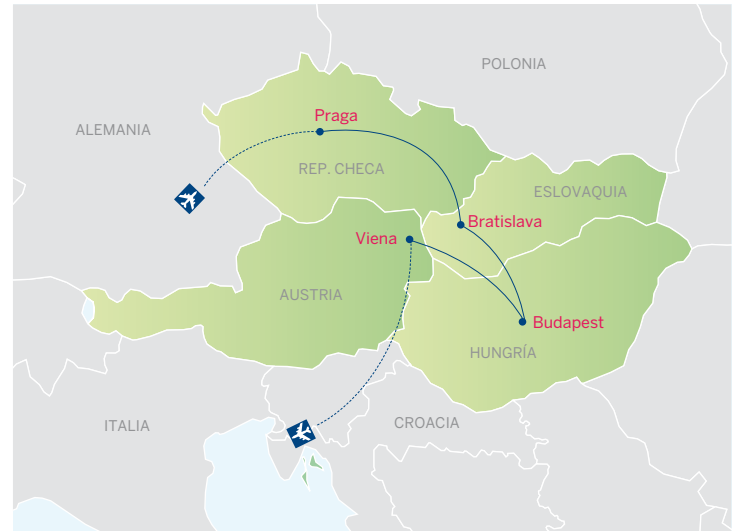 POLONIA
Praga
ALEMANIA
REP. CHECA
ESLOVAQUIA
Bratislava
Viena
AUSTRIA
Budapest
HUNGRÍA
CROACIA
ITALIA